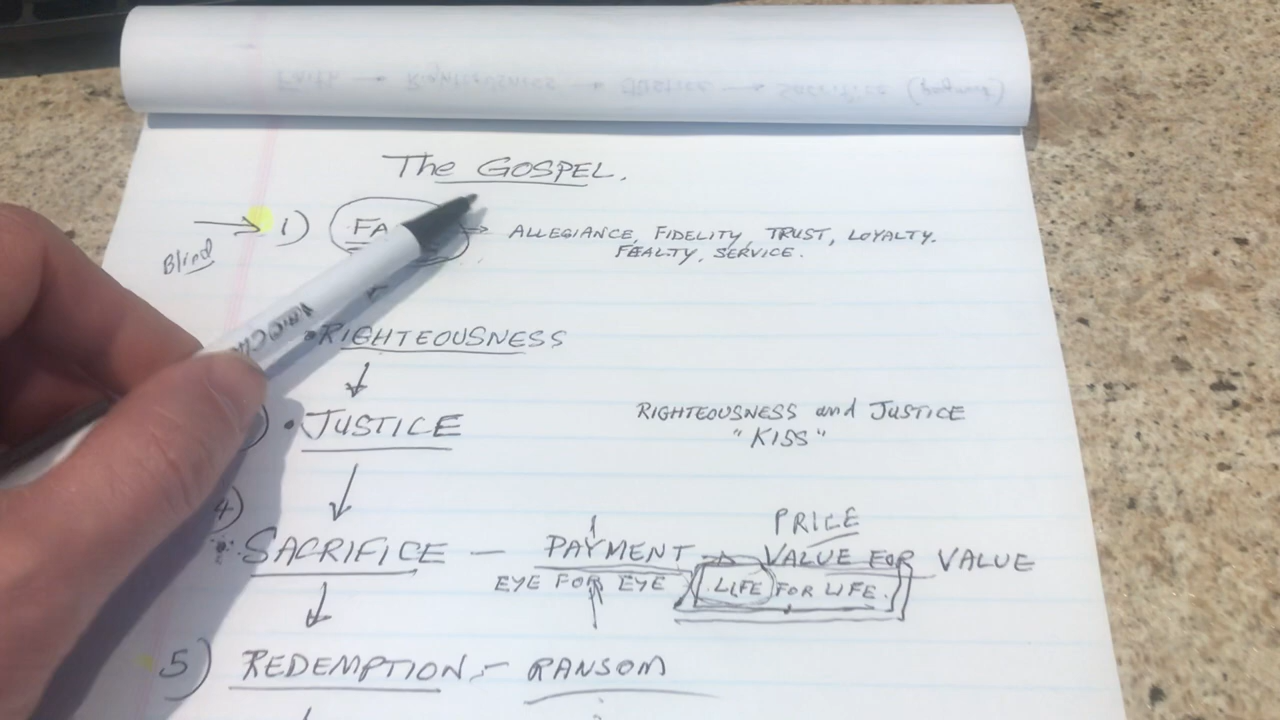 The GOSPEL.
1) FA → ALLEGIANCE, FIDELITY, TRUST, LOYALTY.
FEALTY, SERVICE.
Blind
• RIGHTEOUSNESS
) • JUSTICE
RIGHTEOUSNESS and JUSTICE
"KISS"
PRICE
4)
SACRIFICE — PAYMENT → VALUE FOR VALUE
EYE FOR EYE LIFE FOR LIFE.
5) REDEMPTION, - RANSOM